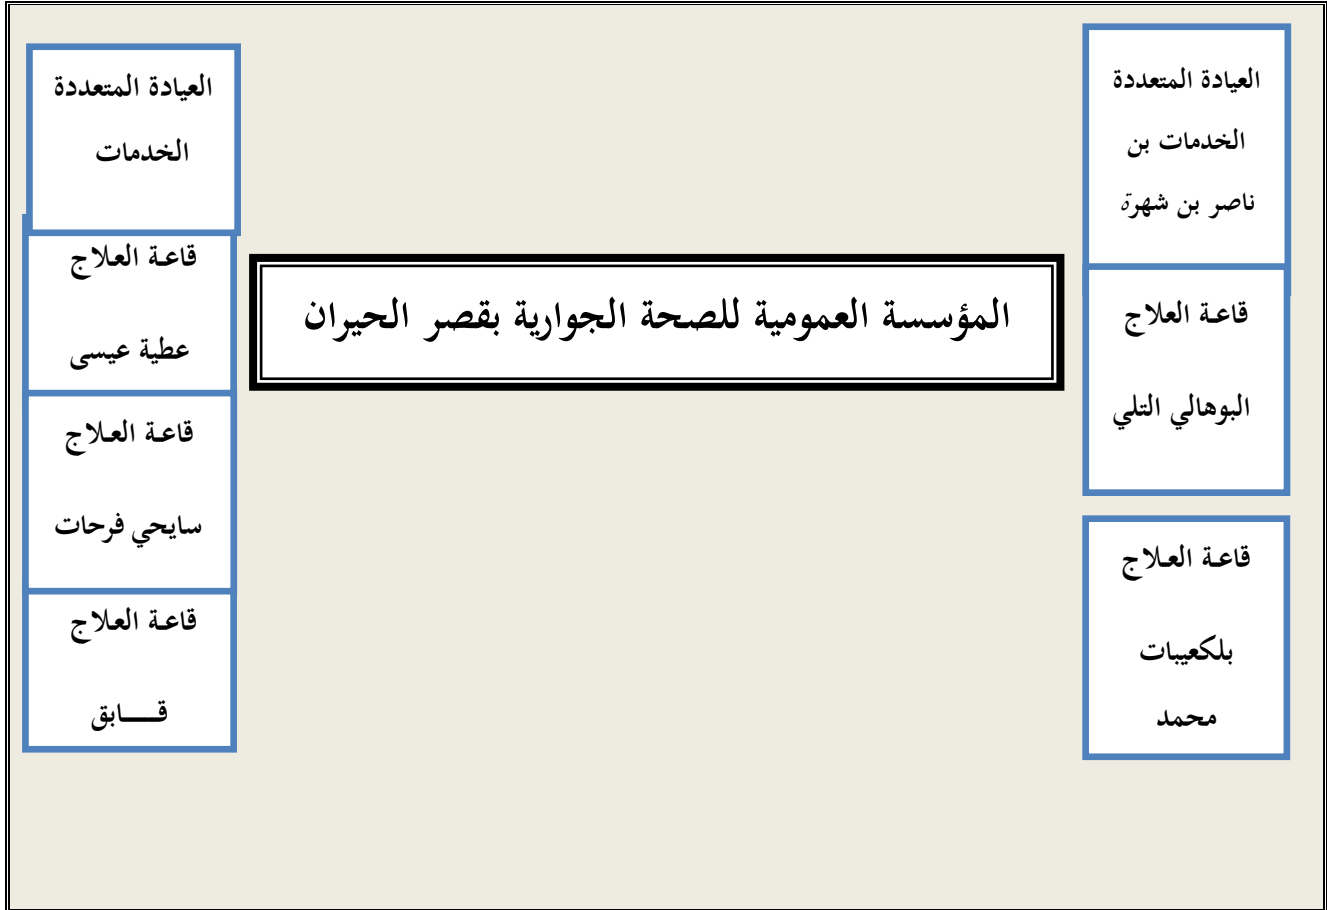 العيادة المتعددة
الخدمات بن
ناصر بن شهرة
قاعة العلاج
البوهالي التلي
قاعة العلاج
بلكعيبات
محمد
المؤسسة العمومية للصحة الجوارية بقصر الحيران
العيادة المتعددة
الخدمات
قاعة العلاج
عطية عيسى
قاعة العلاج
سايحي فرحات
قاعة العلاج
قـــــابق